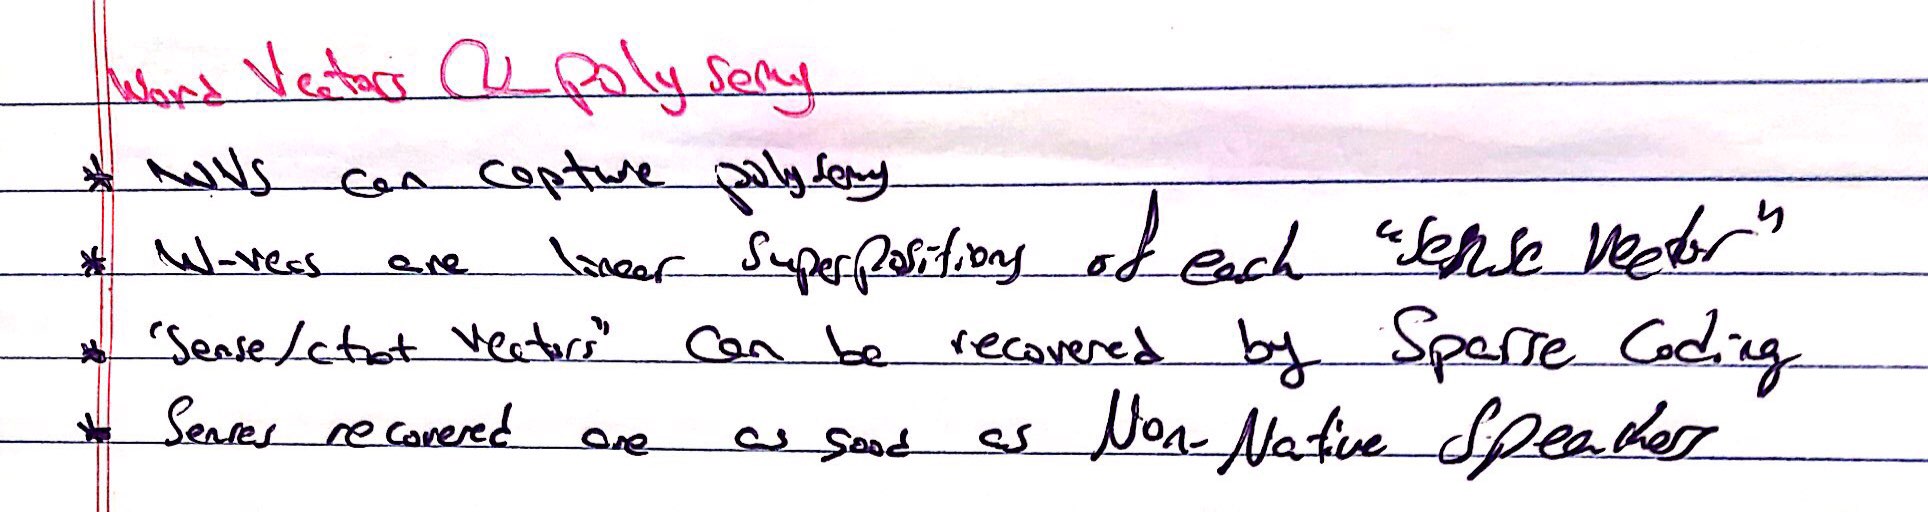 Word Vectors & polysemy
* WVs can capture polysemy
* W-vecs are linear Superpositions of each "sense vector"
* "Sense/ctxt vectors" can be recovered by Sparse Coding
* Senses recovered are as good as Non-Native Speakers